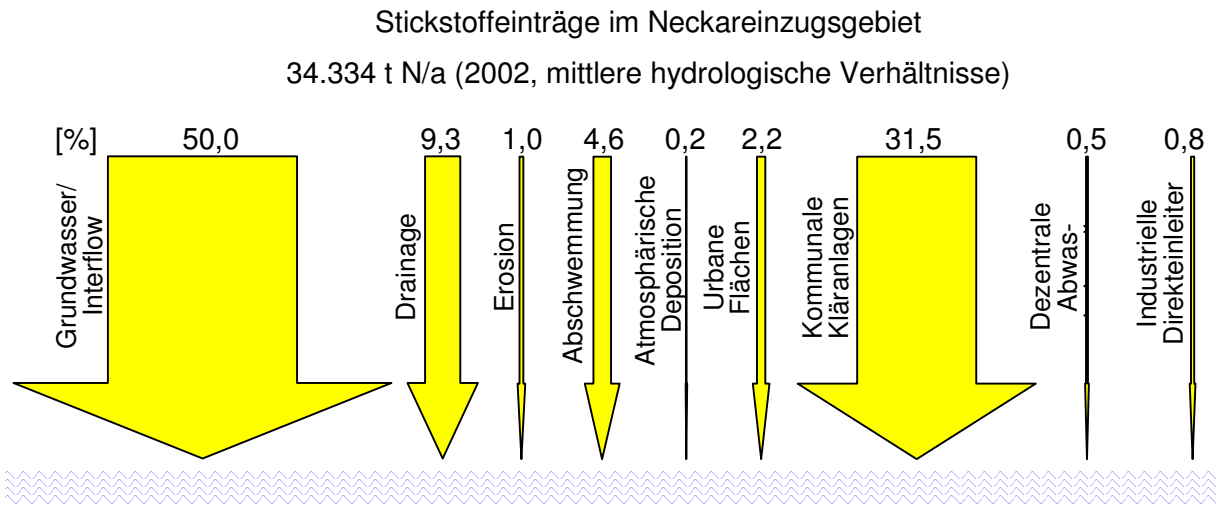 Stickstoffeinträge im Neckareinzugsgebiet
34.334 t N/a (2002, mittlere hydrologische Verhältnisse)
[%] 50,0 9,3 1,0 4,6 0,2 2,2 31,5 0,5 0,8
Grundwasser/
Interflow
Drainage
Erosion
Abschwemmung
Atmosphärische
Deposition
Urbane
Flächen
Kommunale
Kläranlagen
Dezentrale
Abwas-
Industrielle
Direkteinleiter